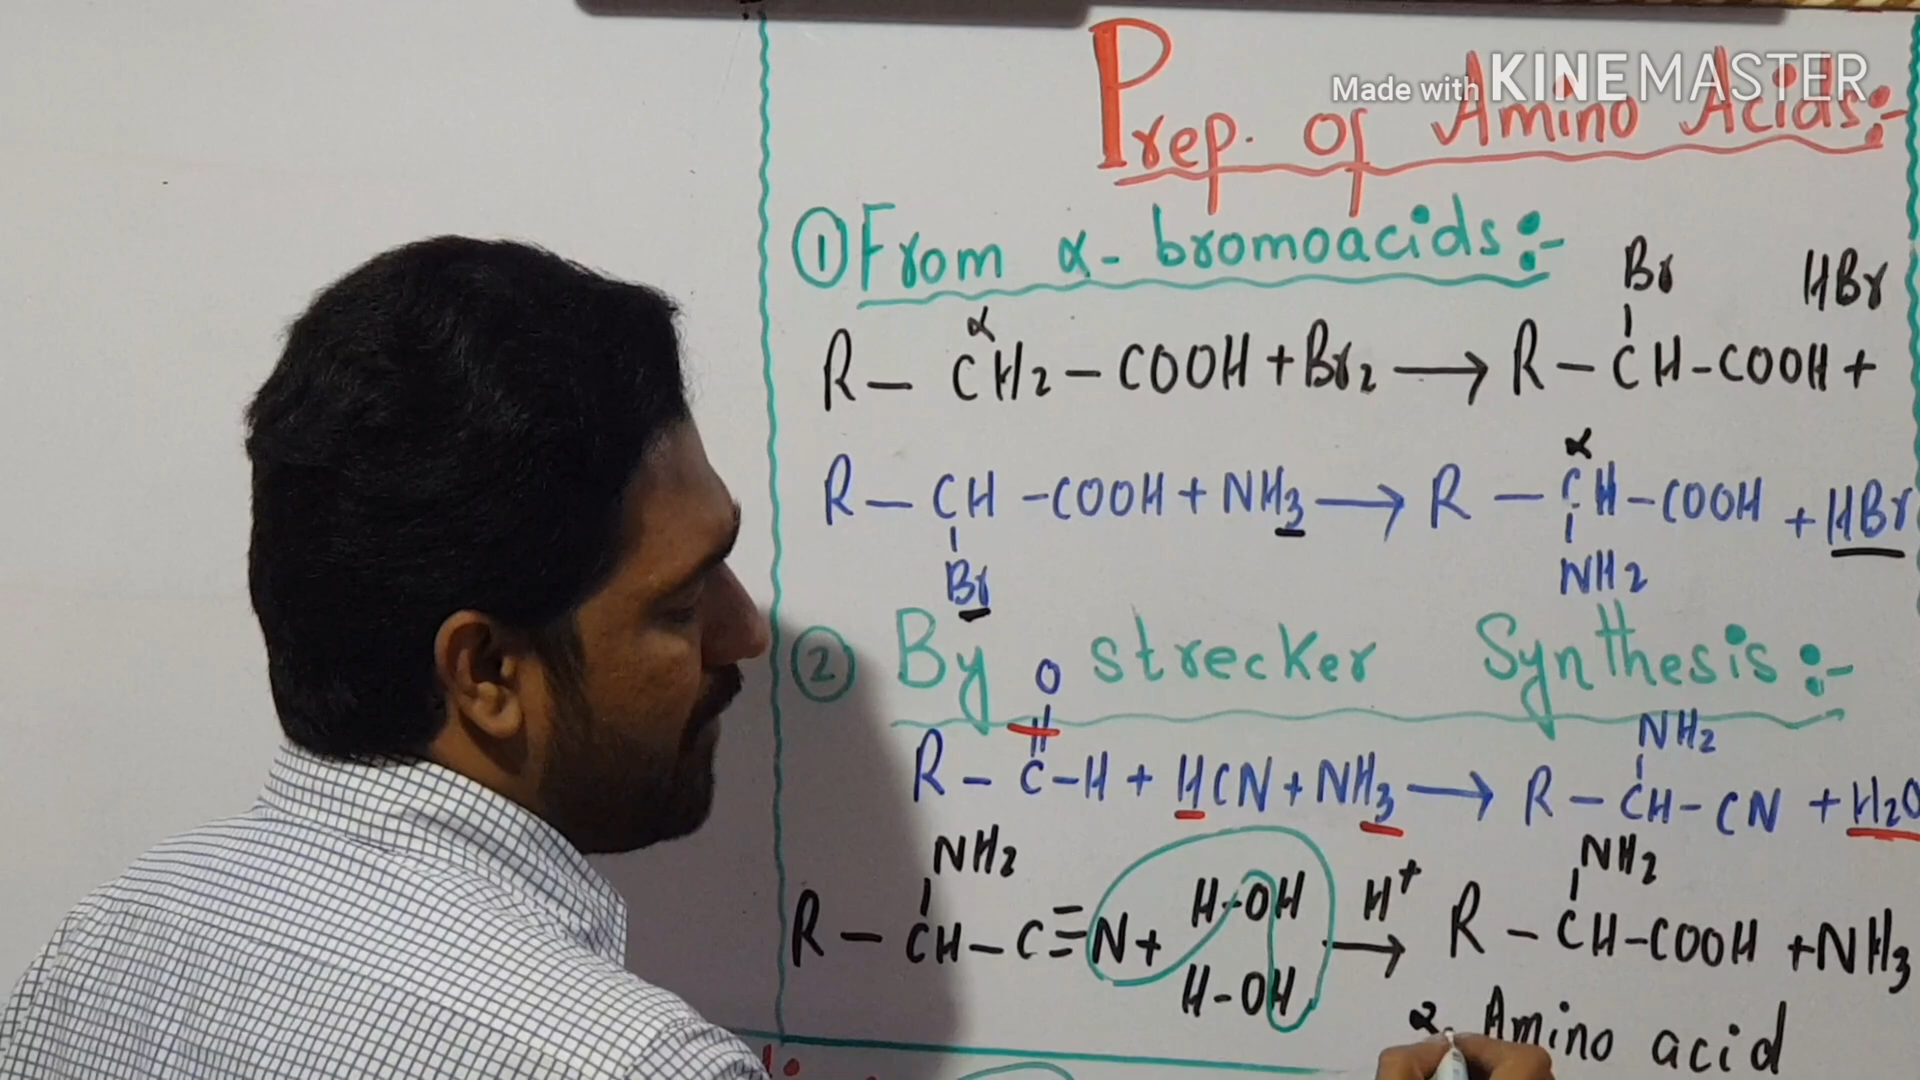 Made with KINEMASTER
Prep. of Amino Acids:-
① From α- bromoacids:-
Br HBr
α
R – CH₂ – COOH + Br₂ ⟶ R – CH-COOH +
α
R – CH -COOH + NH₃ ⟶ R – CH-COOH + HBr
Br NH₂
② By strecker Synthesis:-
O NH₂
R – C-H + HCN + NH₃ ⟶ R – CH-CN + H₂O
NH₂ H-OH H⁺ NH₂
R – CH-C≡N + ⟶ R – CH-COOH + NH₃
H-OH
α- Amino acid